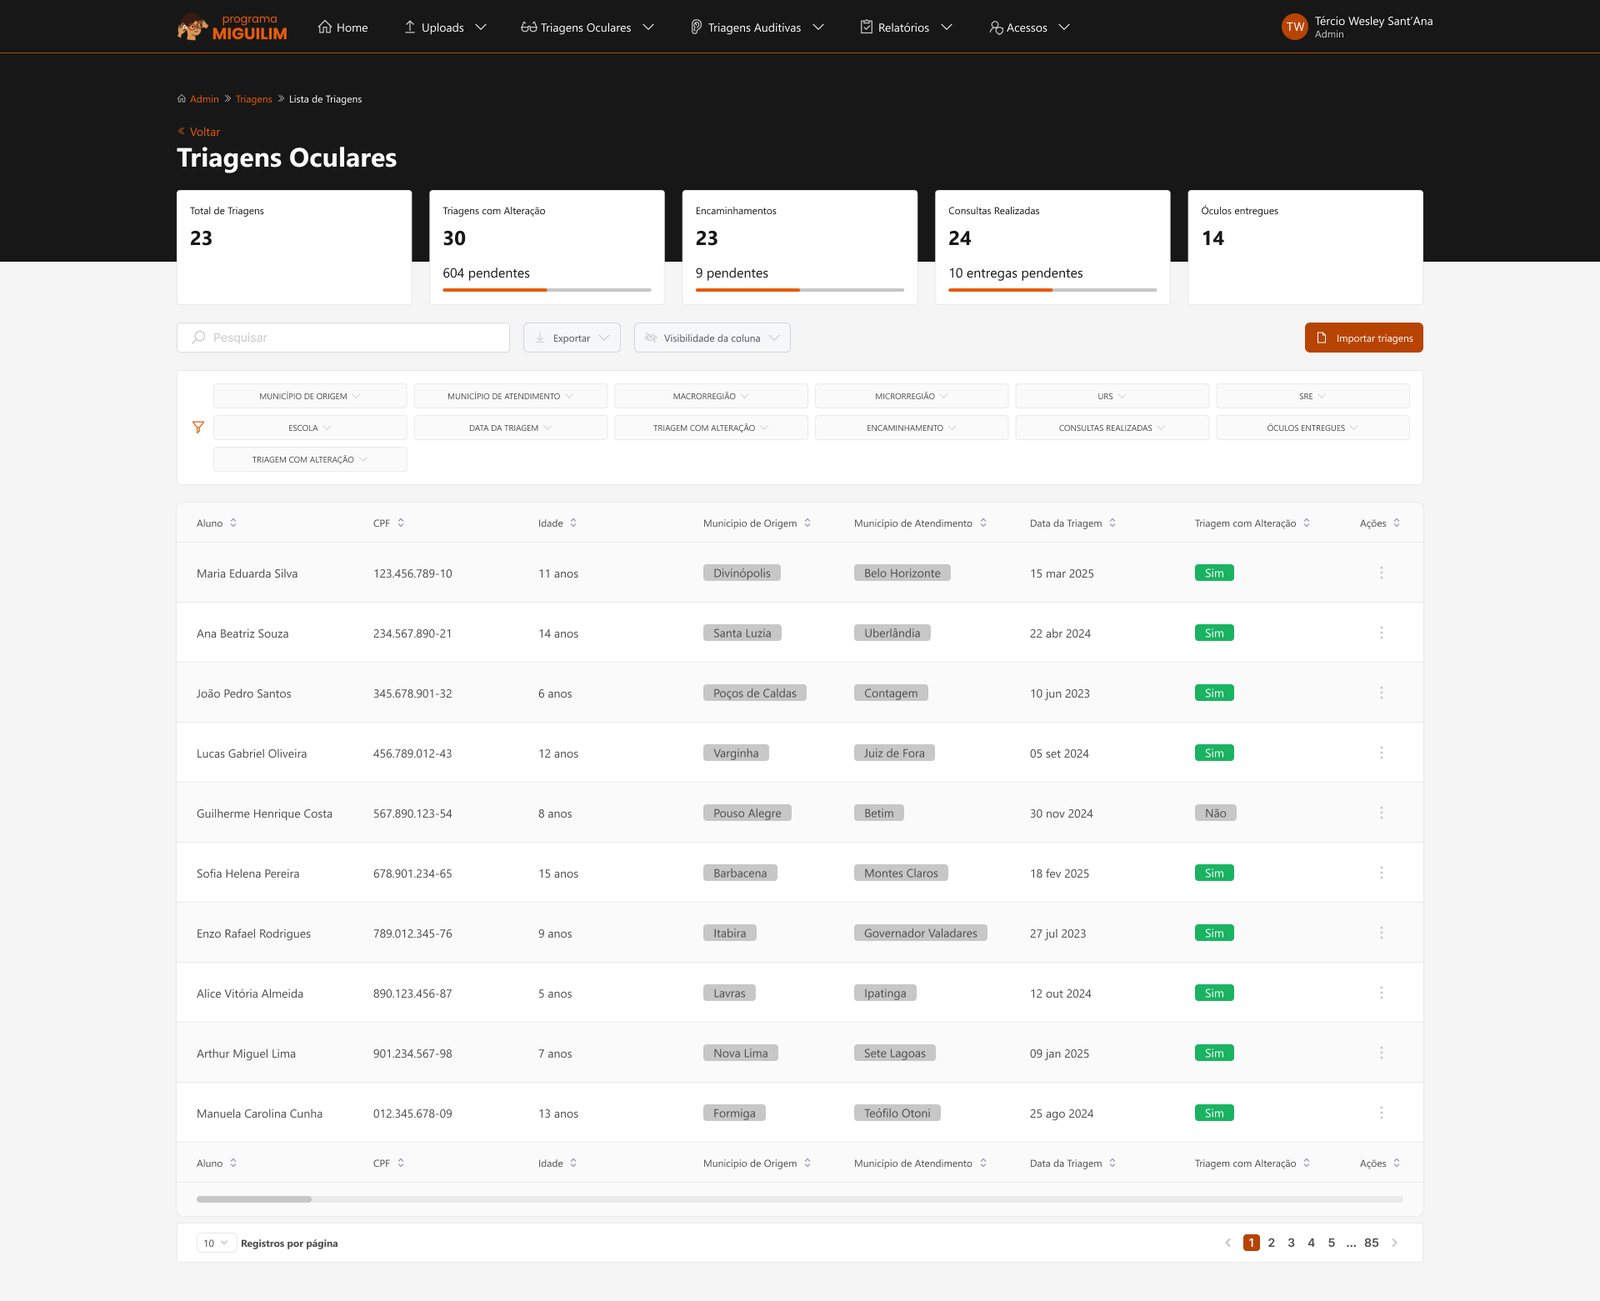 programa
MIGUILIM
Home
Uploads
Triagens Oculares
Triagens Auditivas
Relatórios
Acessos
TW
Tércio Wesley Sant'Ana
Admin
Admin
Triagens
Lista de Triagens
Voltar
Triagens Oculares
Total de Triagens
23
Triagens com Alteração
30
604 pendentes
Encaminhamentos
23
9 pendentes
Consultas Realizadas
24
10 entregas pendentes
Óculos entregues
14
Pesquisar
Exportar
Visibilidade da coluna
Importar triagens
MUNICÍPIO DE ORIGEM
MUNICÍPIO DE ATENDIMENTO
MACRORREGIÃO
MICRORREGIÃO
URS
SRE
ESCOLA
DATA DA TRIAGEM
TRIAGEM COM ALTERAÇÃO
ENCAMINHAMENTO
CONSULTAS REALIZADAS
ÓCULOS ENTREGUES
TRIAGEM COM ALTERAÇÃO
Aluno CPF Idade Municipio de Origem Municipio de Atendimento Data da Triagem Triagem com Alteração Ações
Maria Eduarda Silva 123.456.789-10 11 anos Divinópolis Belo Horizonte 15 mar 2025 Sim
Ana Beatriz Souza 234.567.890-21 14 anos Santa Luzia Uberlândia 22 abr 2024 Sim
João Pedro Santos 345.678.901-32 6 anos Poços de Caldas Contagem 10 jun 2023 Sim
Lucas Gabriel Oliveira 456.789.012-43 12 anos Varginha Juiz de Fora 05 set 2024 Sim
Guilherme Henrique Costa 567.890.123-54 8 anos Pouso Alegre Betim 30 nov 2024 Não
Sofia Helena Pereira 678.901.234-65 15 anos Barbacena Montes Claros 18 fev 2025 Sim
Enzo Rafael Rodrigues 789.012.345-76 9 anos Itabira Governador Valadares 27 jul 2023 Sim
Alice Vitória Almeida 890.123.456-87 5 anos Lavras Ipatinga 12 out 2024 Sim
Arthur Miguel Lima 901.234.567-98 7 anos Nova Lima Sete Lagoas 09 jan 2025 Sim
Manuela Carolina Cunha 012.345.678-09 13 anos Formiga Teófilo Otoni 25 ago 2024 Sim
Aluno CPF Idade Municipio de Origem Municipio de Atendimento Data da Triagem Triagem com Alteração Ações
10 Registros por página
1 2 3 4 5 ... 85